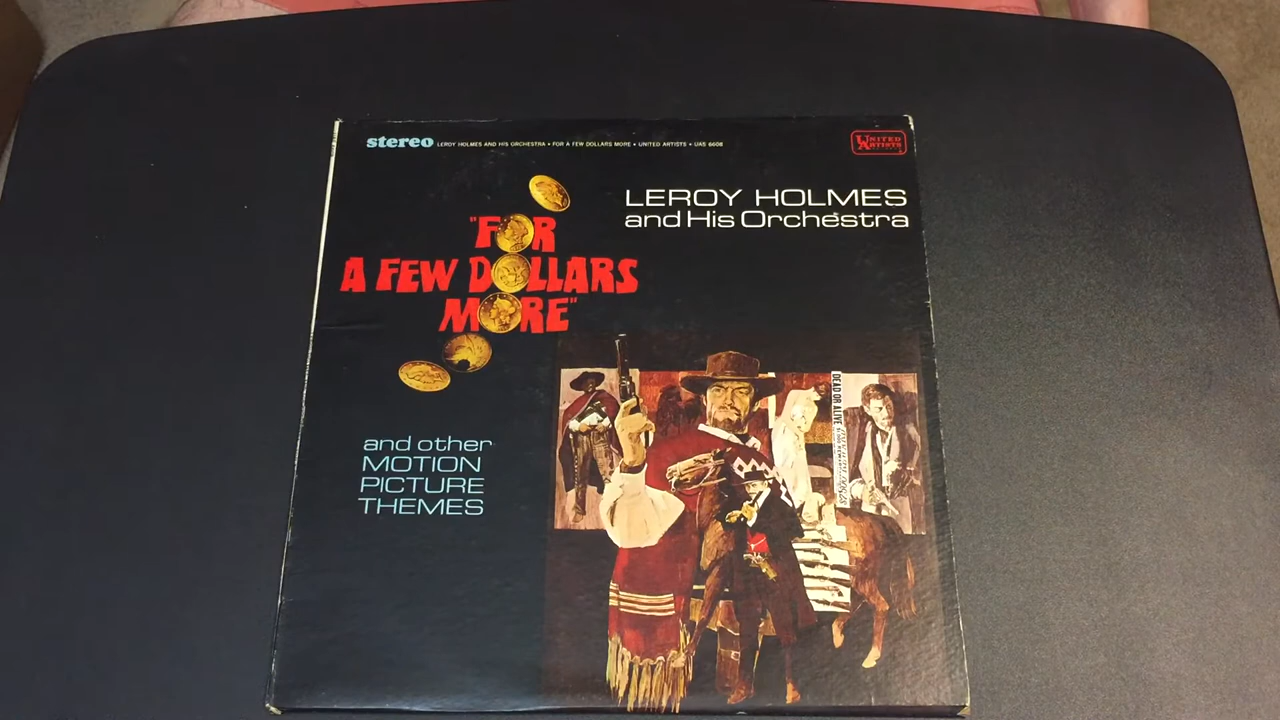 stereo LEROY HOLMES AND HIS ORCHESTRA • FOR A FEW DOLLARS MORE • UNITED ARTISTS • UAS 6608
UNITED
ARTISTS
LEROY HOLMES
and His Orchestra
"FOR
A FEW DOLLARS
MORE"
and other
MOTION
PICTURE
THEMES
DEAD OR ALIVE